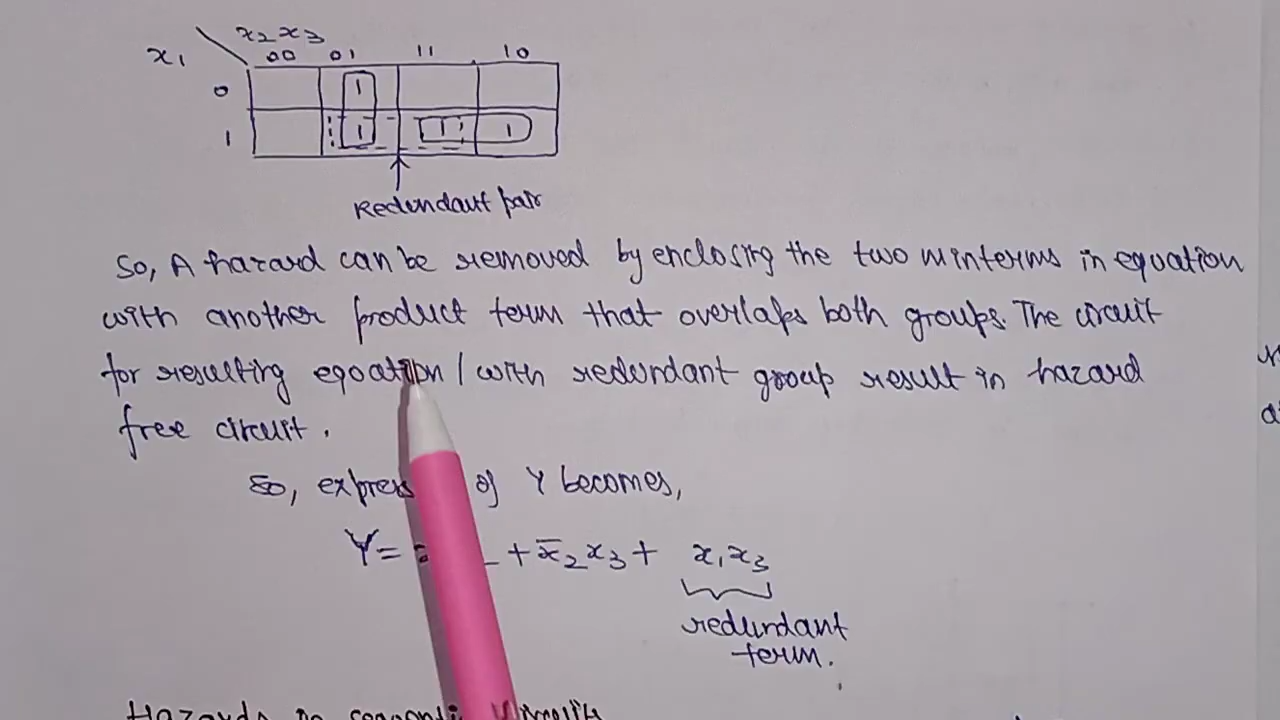 x₂x₃
x₁ 00 01 11 10
0 1
1 1 1 1
Redundant pair
So, A hazard can be removed by enclosing the two minterms in equation
with another product term that overlaps both groups. The circuit
for resulting equation / with redundant group result in hazard
free circuit.
So, of Y becomes,
Y= + x̅₂x₃ + x₁x₃
redundant
term.
Hazards in